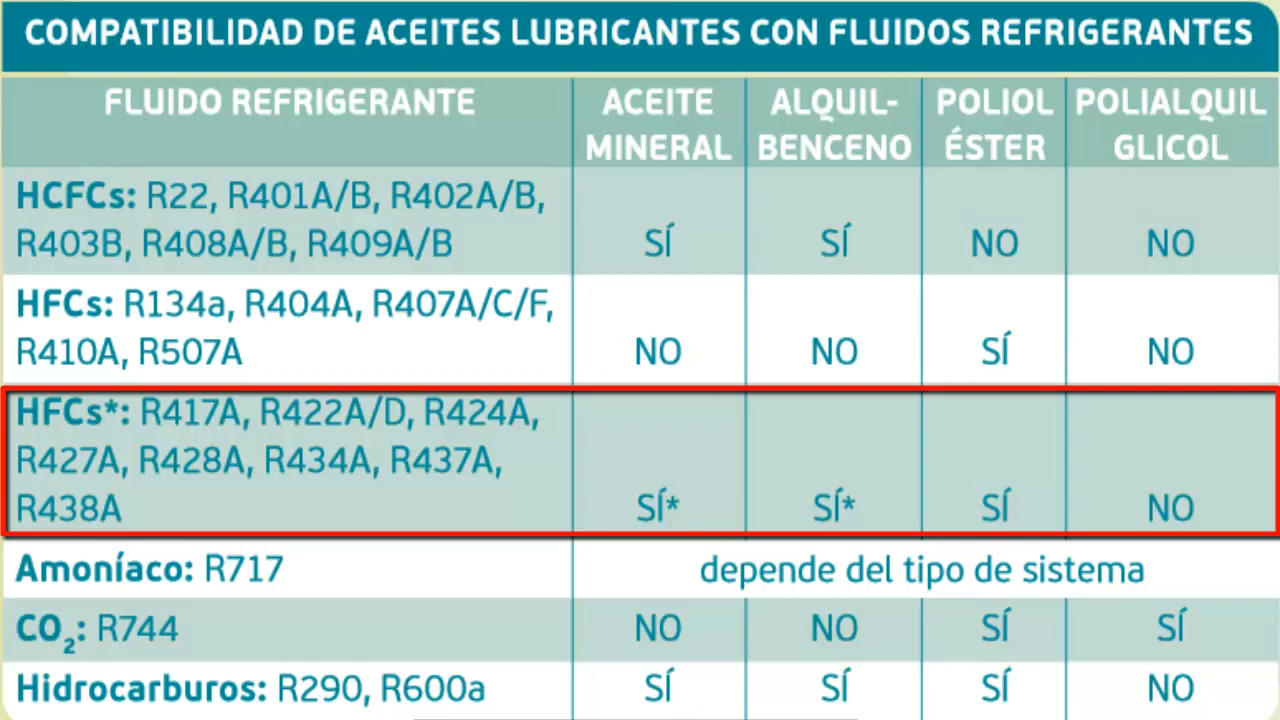 COMPATIBILIDAD DE ACEITES LUBRICANTES CON FLUIDOS REFRIGERANTES
FLUIDO REFRIGERANTE
ACEITE
MINERAL
ALQUIL-
BENCENO
POLIOL
ÉSTER
POLIALQUIL
GLICOL
HCFCs: R22, R401A/B, R402A/B,
R403B, R408A/B, R409A/B SÍ SÍ NO NO
HFCs: R134a, R404A, R407A/C/F,
R410A, R507A NO NO SÍ NO
HFCs*: R417A, R422A/D, R424A,
R427A, R428A, R434A, R437A,
R438A SÍ* SÍ* SÍ NO
Amoníaco: R717 depende del tipo de sistema
CO₂: R744 NO NO SÍ SÍ
Hidrocarburos: R290, R600a SÍ SÍ SÍ NO